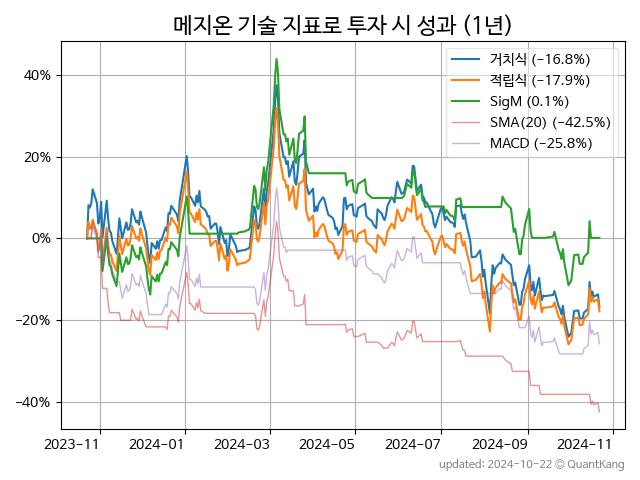 메지온 기술 지표로 투자 시 성과 (1년)
거치식 (−16.8%)
적립식 (−17.9%)
SigM (0.1%)
SMA(20) (−42.5%)
MACD (−25.8%)
40%
20%
0%
−20%
−40%
2023−11
2024−01
2024−03
2024−05
2024−07
2024−09
2024−11
updated: 2024-10-22 © QuantKang